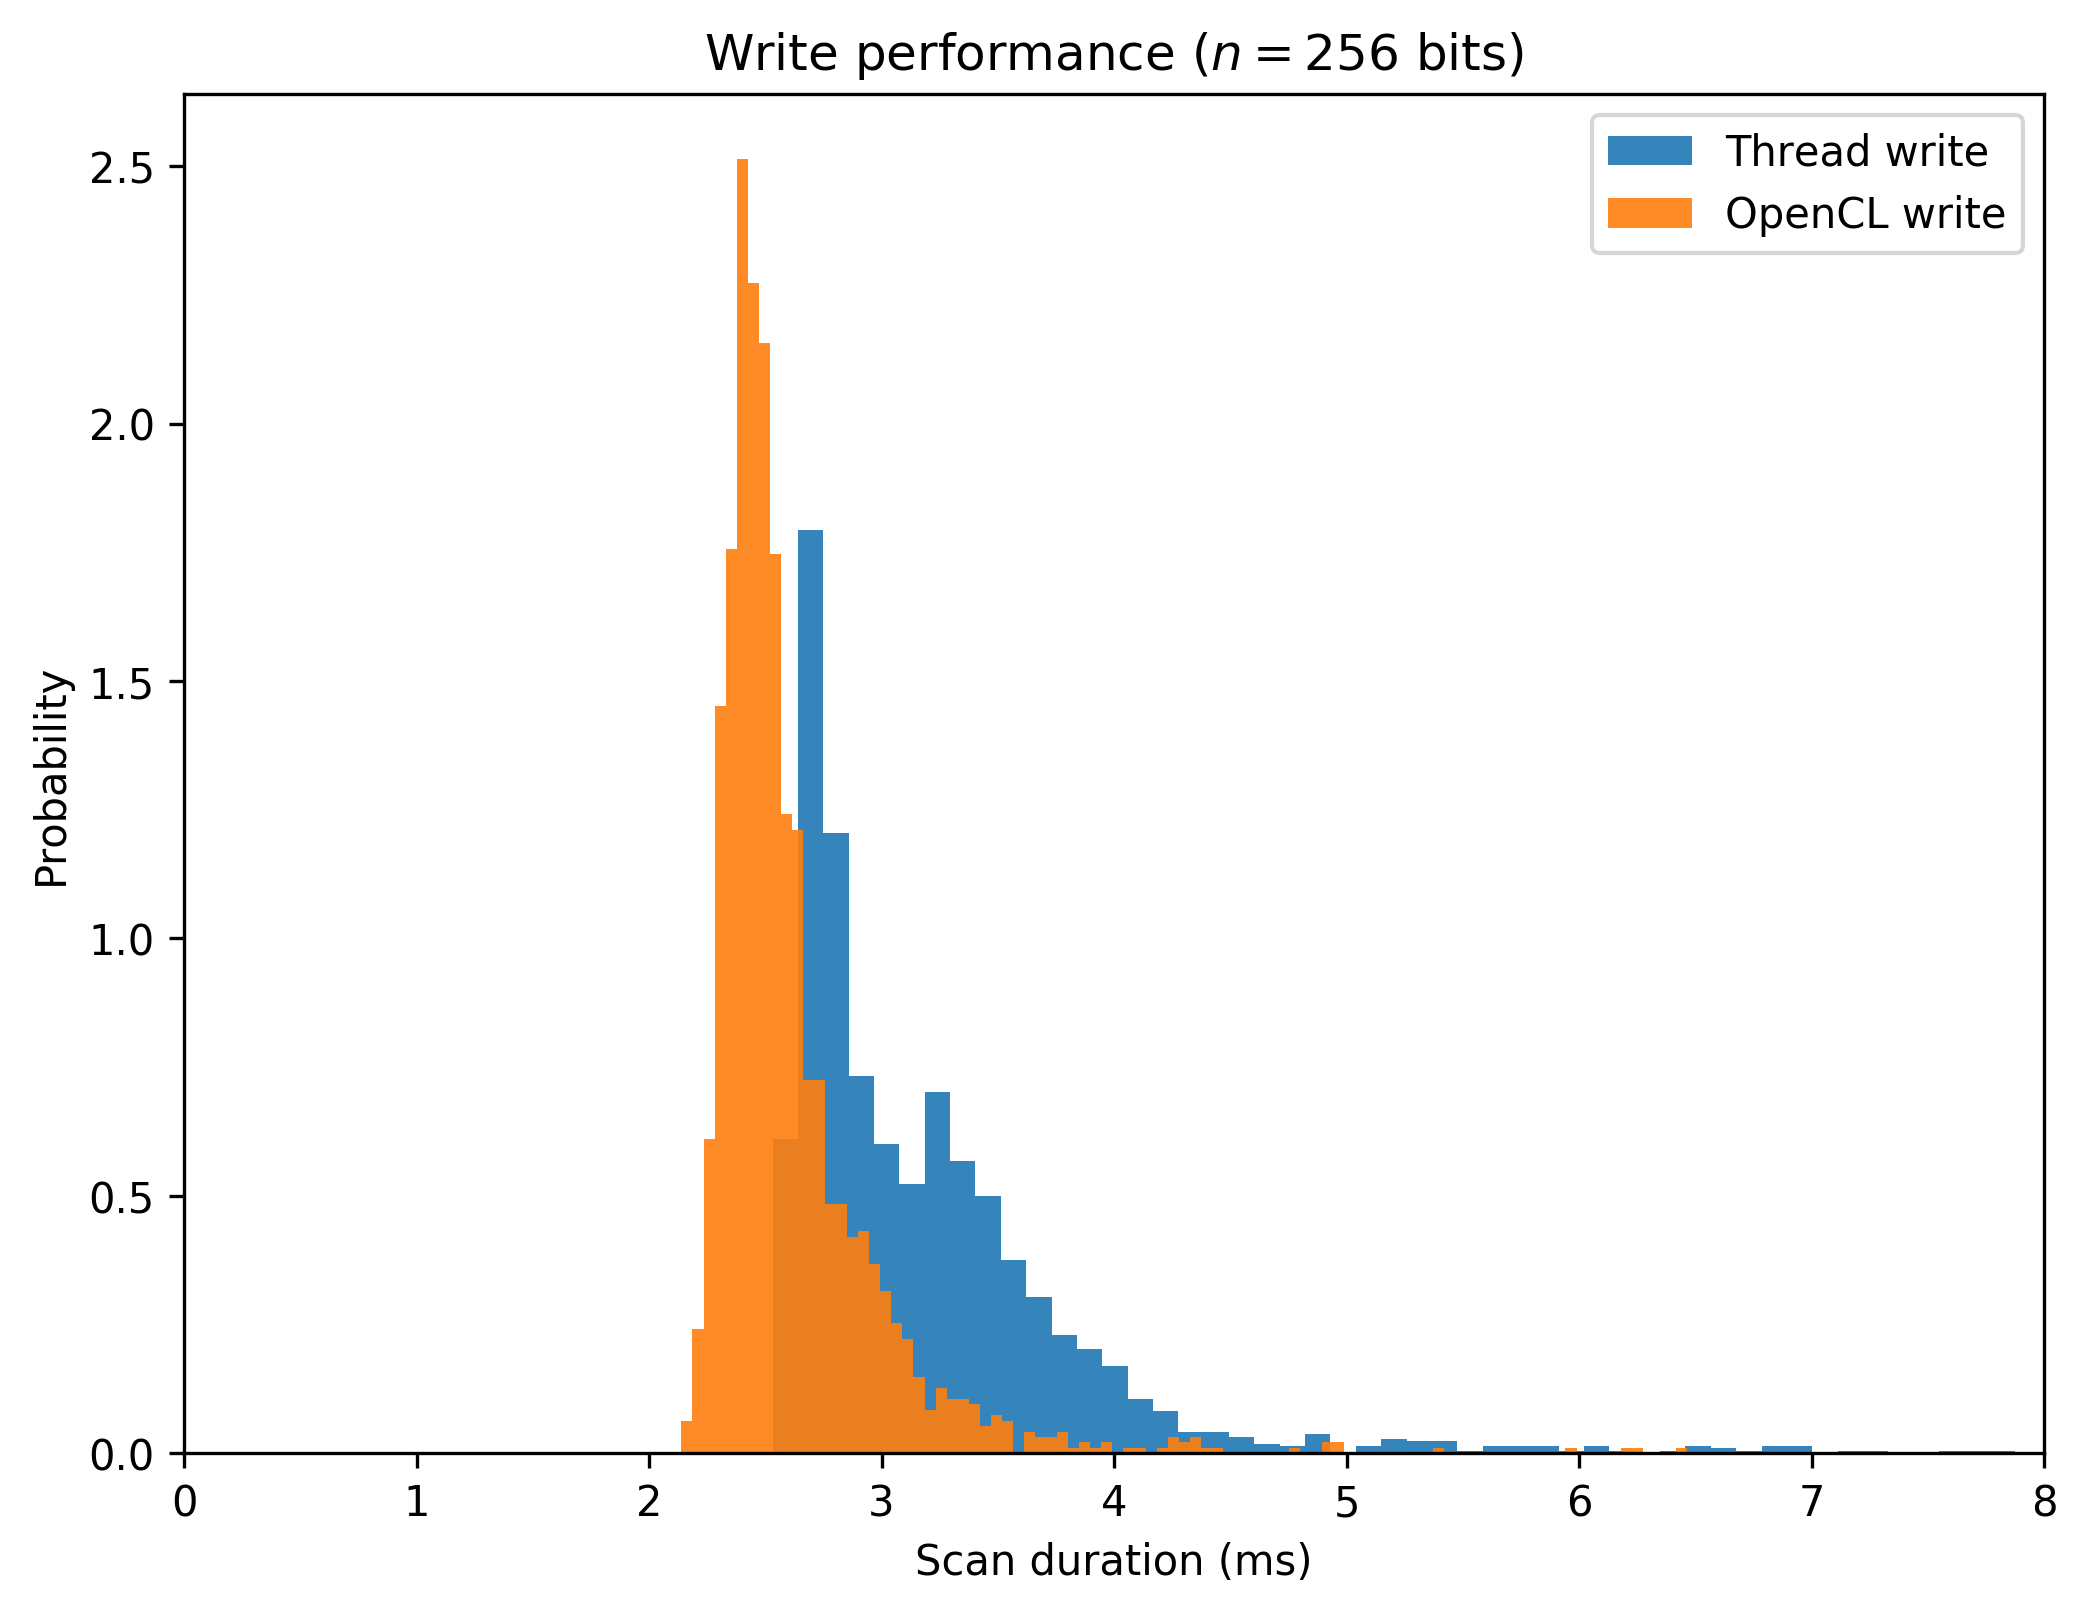 Write performance (n = 256 bits)
Thread write
OpenCL write
2.5
2.0
1.5
1.0
0.5
0.0
Probability
0 1 2 3 4 5 6 7 8
Scan duration (ms)